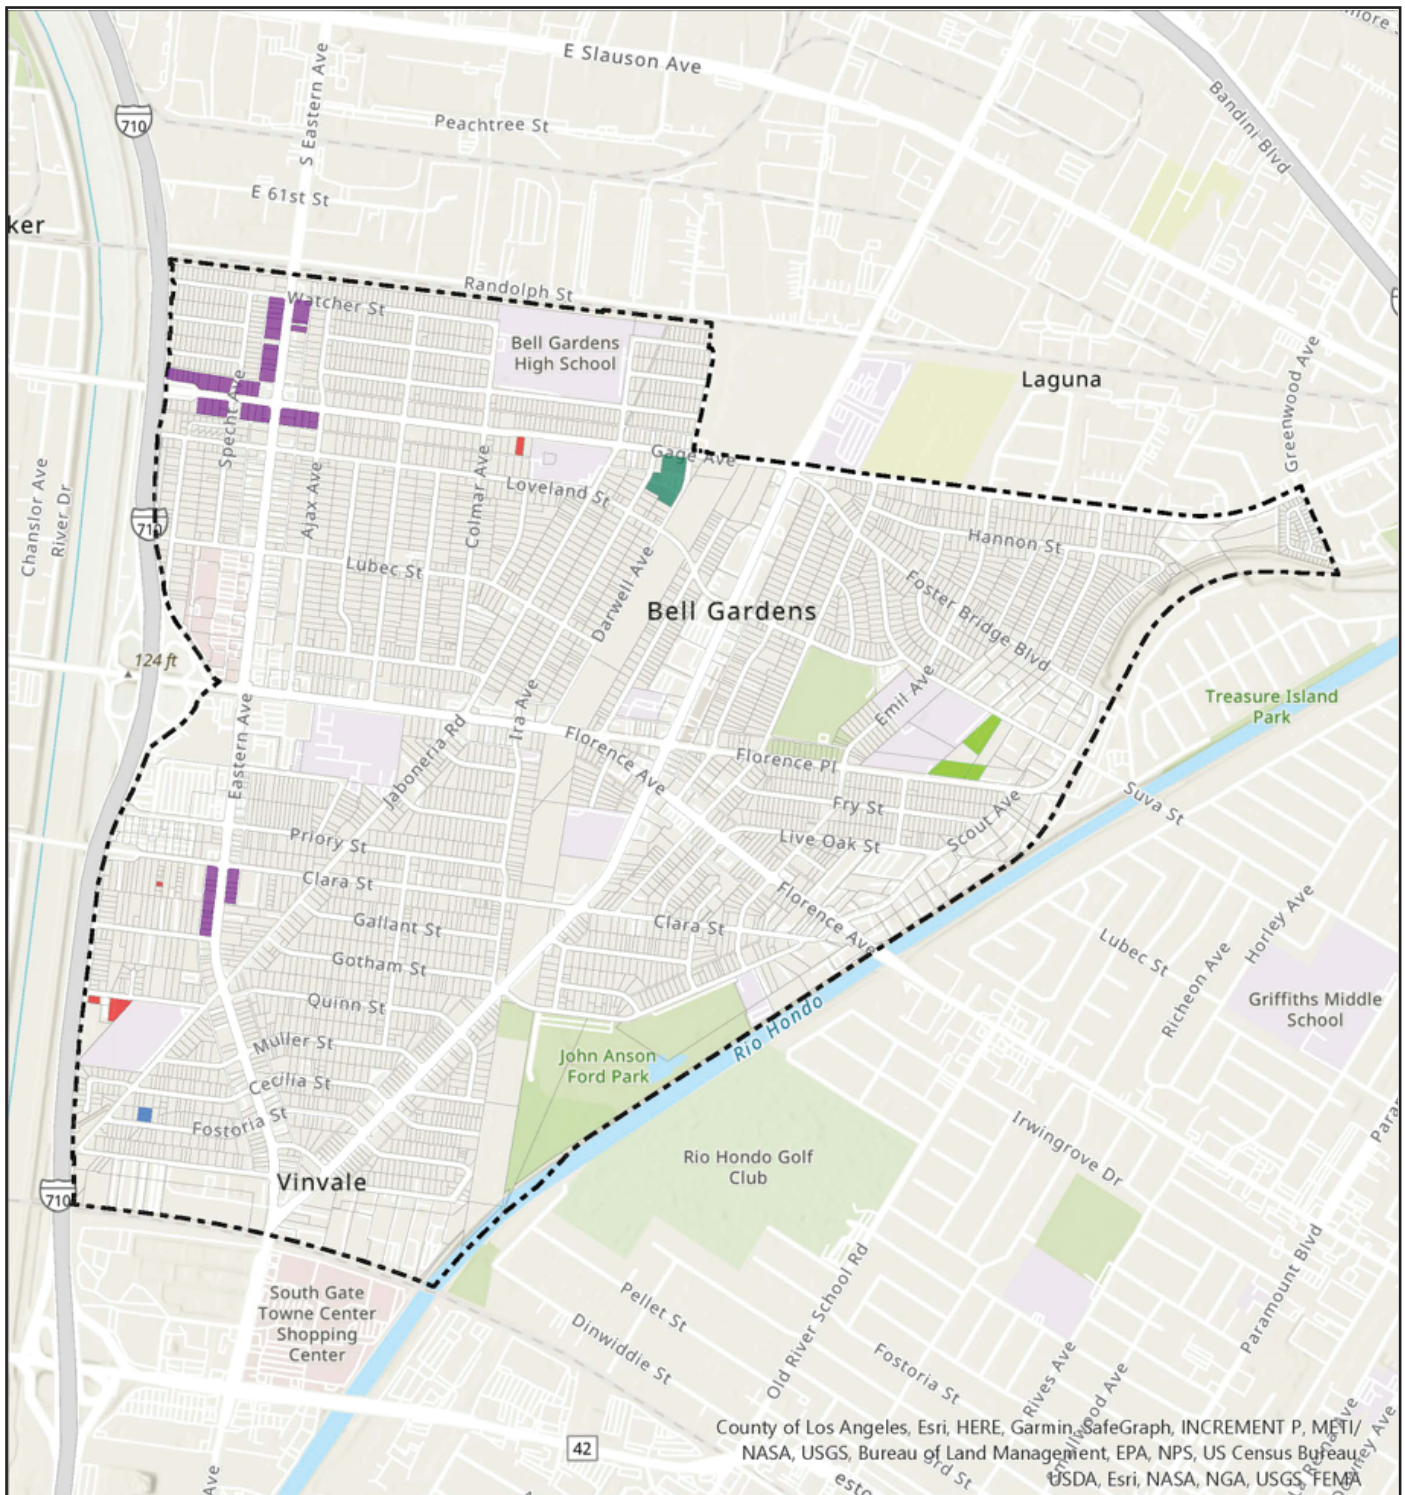 E Slauson Ave
Bandini Blvd
710
S Eastern Ave
Peachtree St
E 61st St
ker
Randolph St
Watcher St
Bell Gardens
High School
Laguna
Greenwood Ave
Specht Ave
Gage Ave
Chanslor Ave
River Dr
710
Ajax Ave
Colmar Ave
Loveland St
Hannon St
Lubec St
Darwell Ave
Bell Gardens
Foster Bridge Blvd
124 ft
Eastern Ave
Jaboneria Rd
Ira Ave
Emil Ave
Treasure Island
Park
Florence Ave
Florence Pl
Suva St
Fry St
Scout Ave
Priory St
Live Oak St
Clara St
Florence Ave
Gallant St
Clara St
Horley Ave
Lubec St
Richeon Ave
Gotham St
Quinn St
Griffiths Middle
School
Rio Hondo
Muller St
John Anson
Ford Park
Cecilia St
Fostoria St
Irwingrove Dr
Rio Hondo Golf
Club
Vinvale
710
Paramount Blvd
Old River School Rd
South Gate
Towne Center
Shopping
Center
Pellet St
Dinwiddie St
Fostoria St
Rives Ave
42
Ave
County of Los Angeles, Esri, HERE, Garmin, SafeGraph, INCREMENT P, METI/
NASA, USGS, Bureau of Land Management, EPA, NPS, US Census Bureau,
USDA, Esri, NASA, NGA, USGS, FEMA